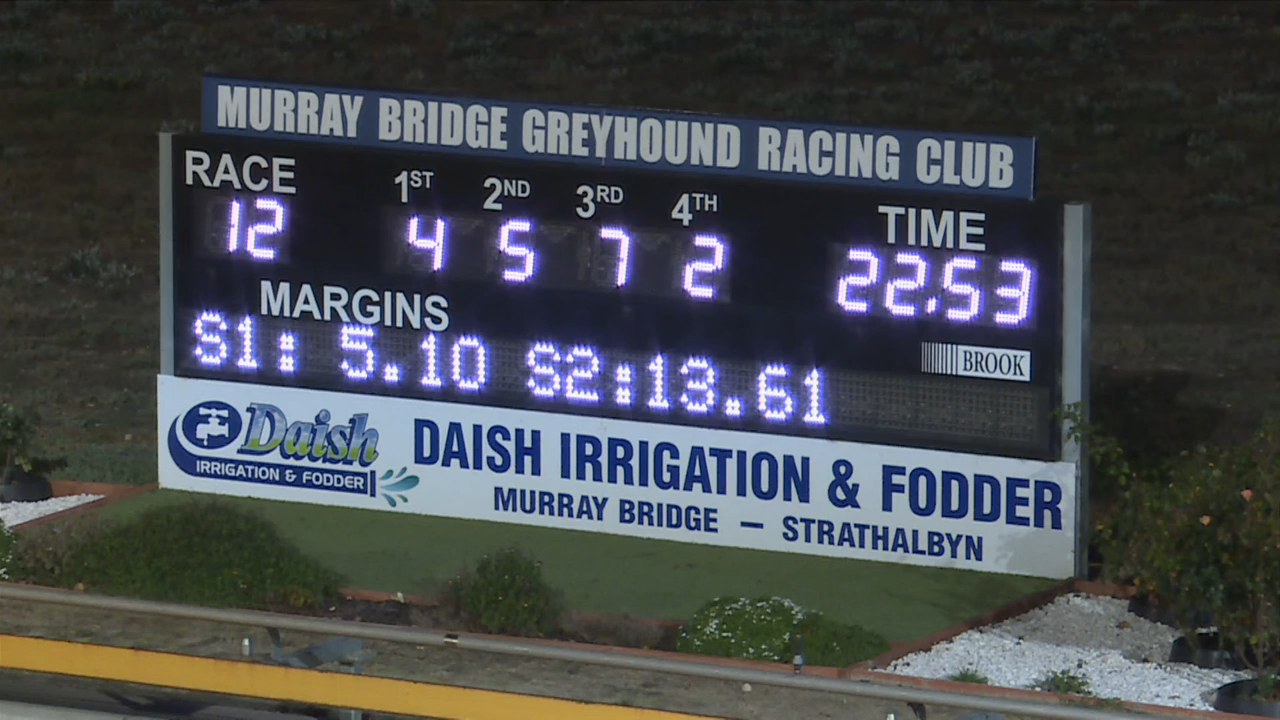 MURRAY BRIDGE GREYHOUND RACING CLUB
RACE 1ST 2ND 3RD 4TH TIME
12 4 5 7 2 22.53
MARGINS
S1: 5.10 S2:13.61
BROOK
Daish
IRRIGATION & FODDER
DAISH IRRIGATION & FODDER
MURRAY BRIDGE – STRATHALBYN